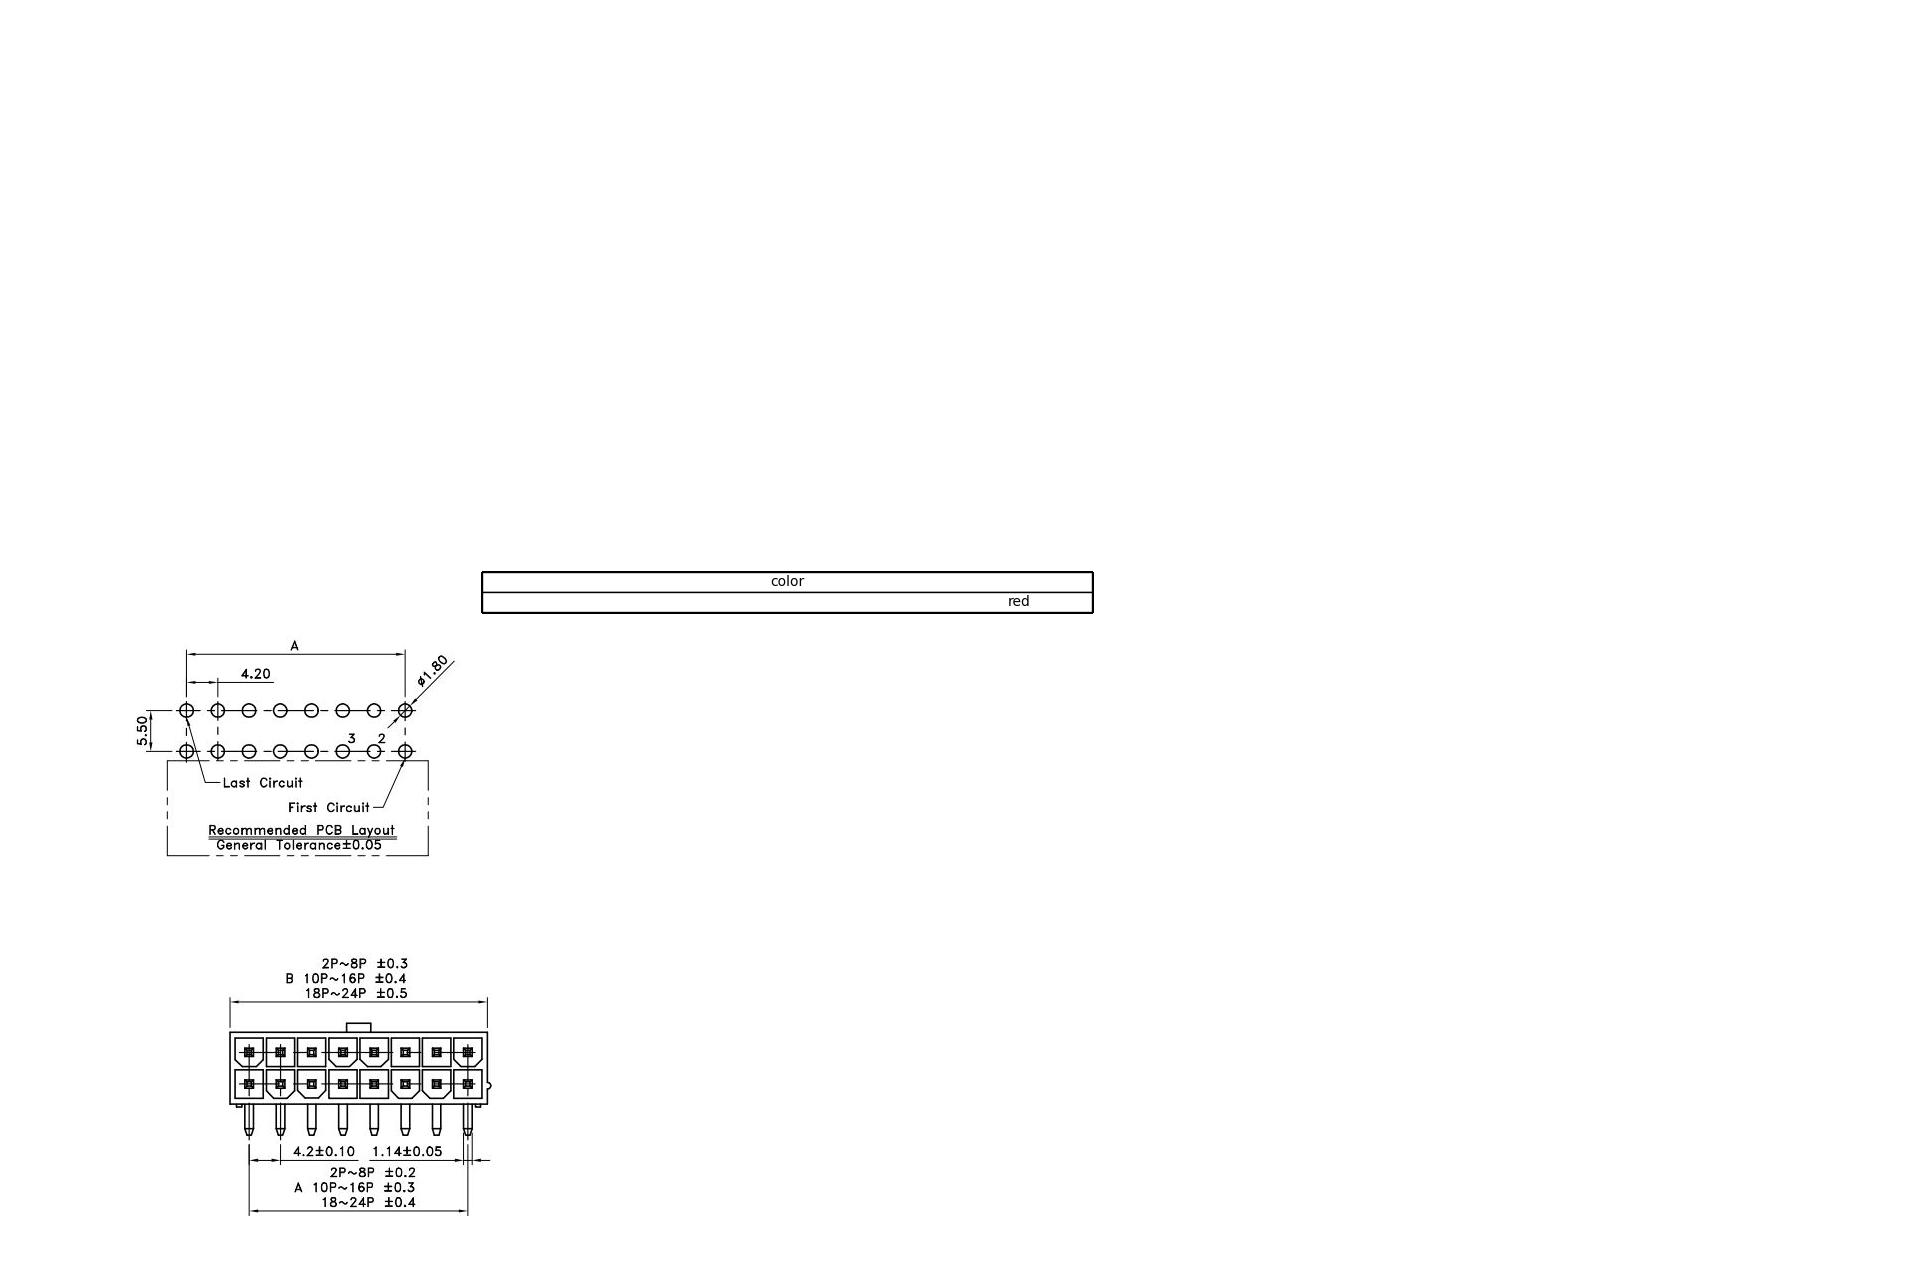 color
red
A
4.20
ø1.80
5.50
3 2
Last Circuit
First Circuit
Recommended PCB Layout
General Tolerance±0.05
2P~8P ±0.3
B 10P~16P ±0.4
18P~24P ±0.5
4.2±0.10 1.14±0.05
2P~8P ±0.2
A 10P~16P ±0.3
18~24P ±0.4